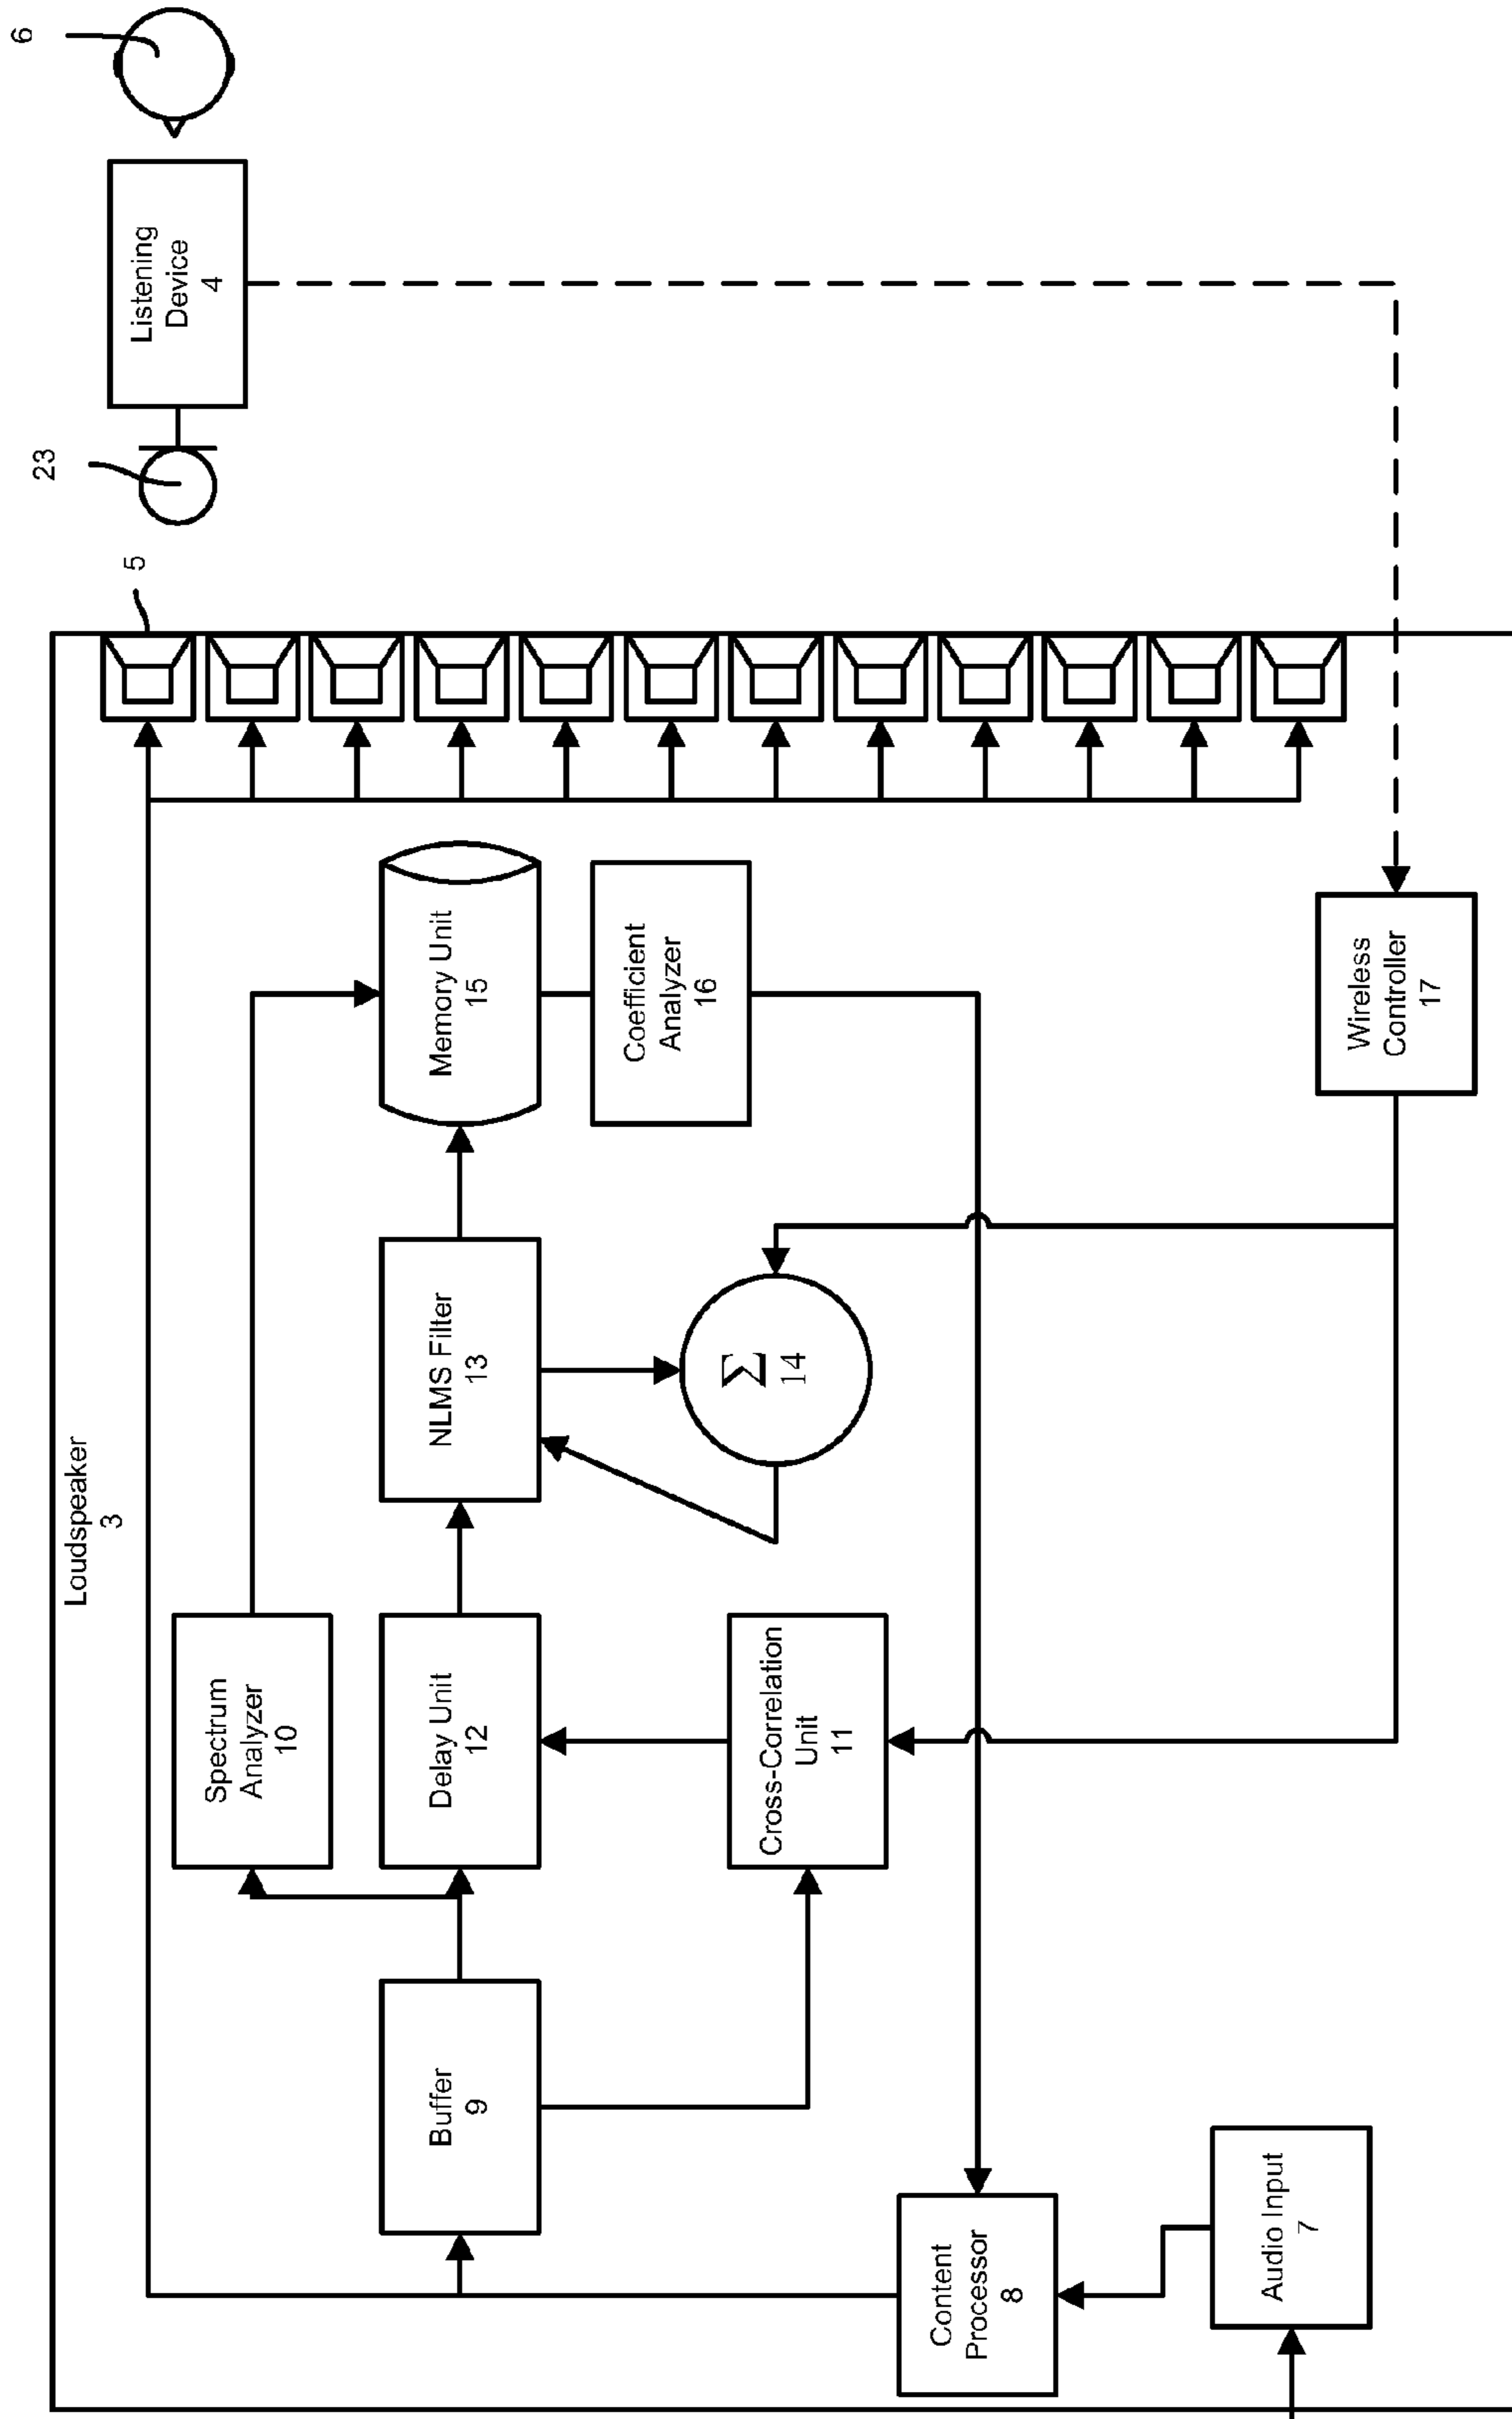 Loudspeaker
3
Spectrum
Analyzer
10
5
23
6
Listening
Device
4
Buffer
9
Delay Unit
12
NLMS Filter
13
Memory Unit
15
Coefficient
Analyzer
16
Σ
14
Cross-Correlation
Unit
11
Content
Processor
8
Audio Input
7
Wireless
Controller
17